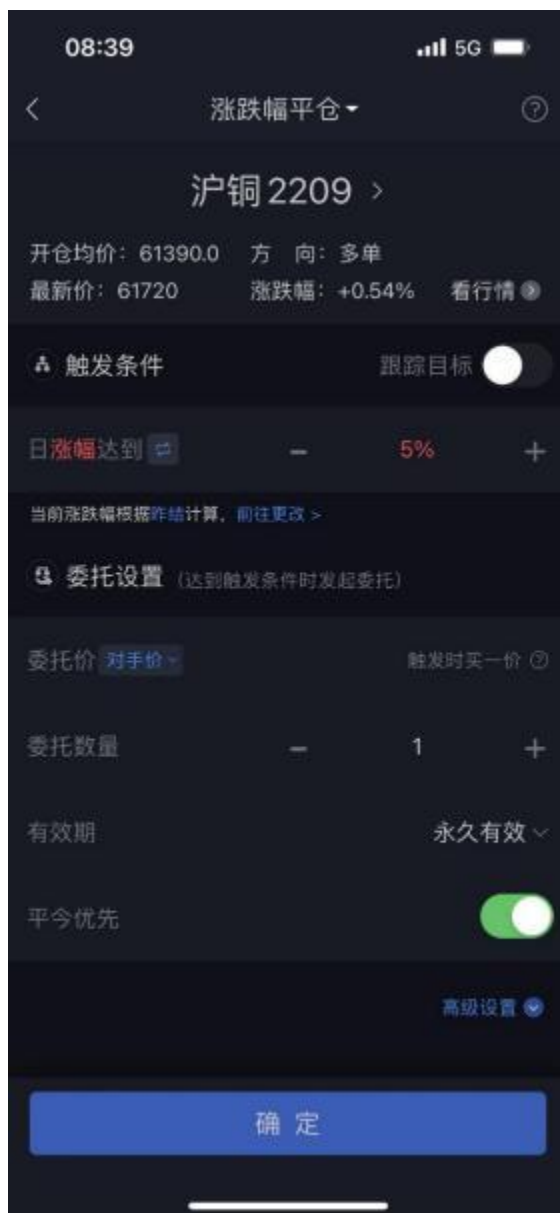 08:39 5G
涨跌幅平仓
沪铜2209 >
开仓均价：61390.0 方 向：多单
最新价：61720 涨跌幅：+0.54% 看行情
触发条件 跟踪目标
日涨幅达到 - 5% +
当前涨跌幅根据昨结计算，前往更改 >
委托设置 (达到触发条件时发起委托)
委托价 对手价 触发时买一价
委托数量 - 1 +
有效期 永久有效
平今优先
高级设置
确 定